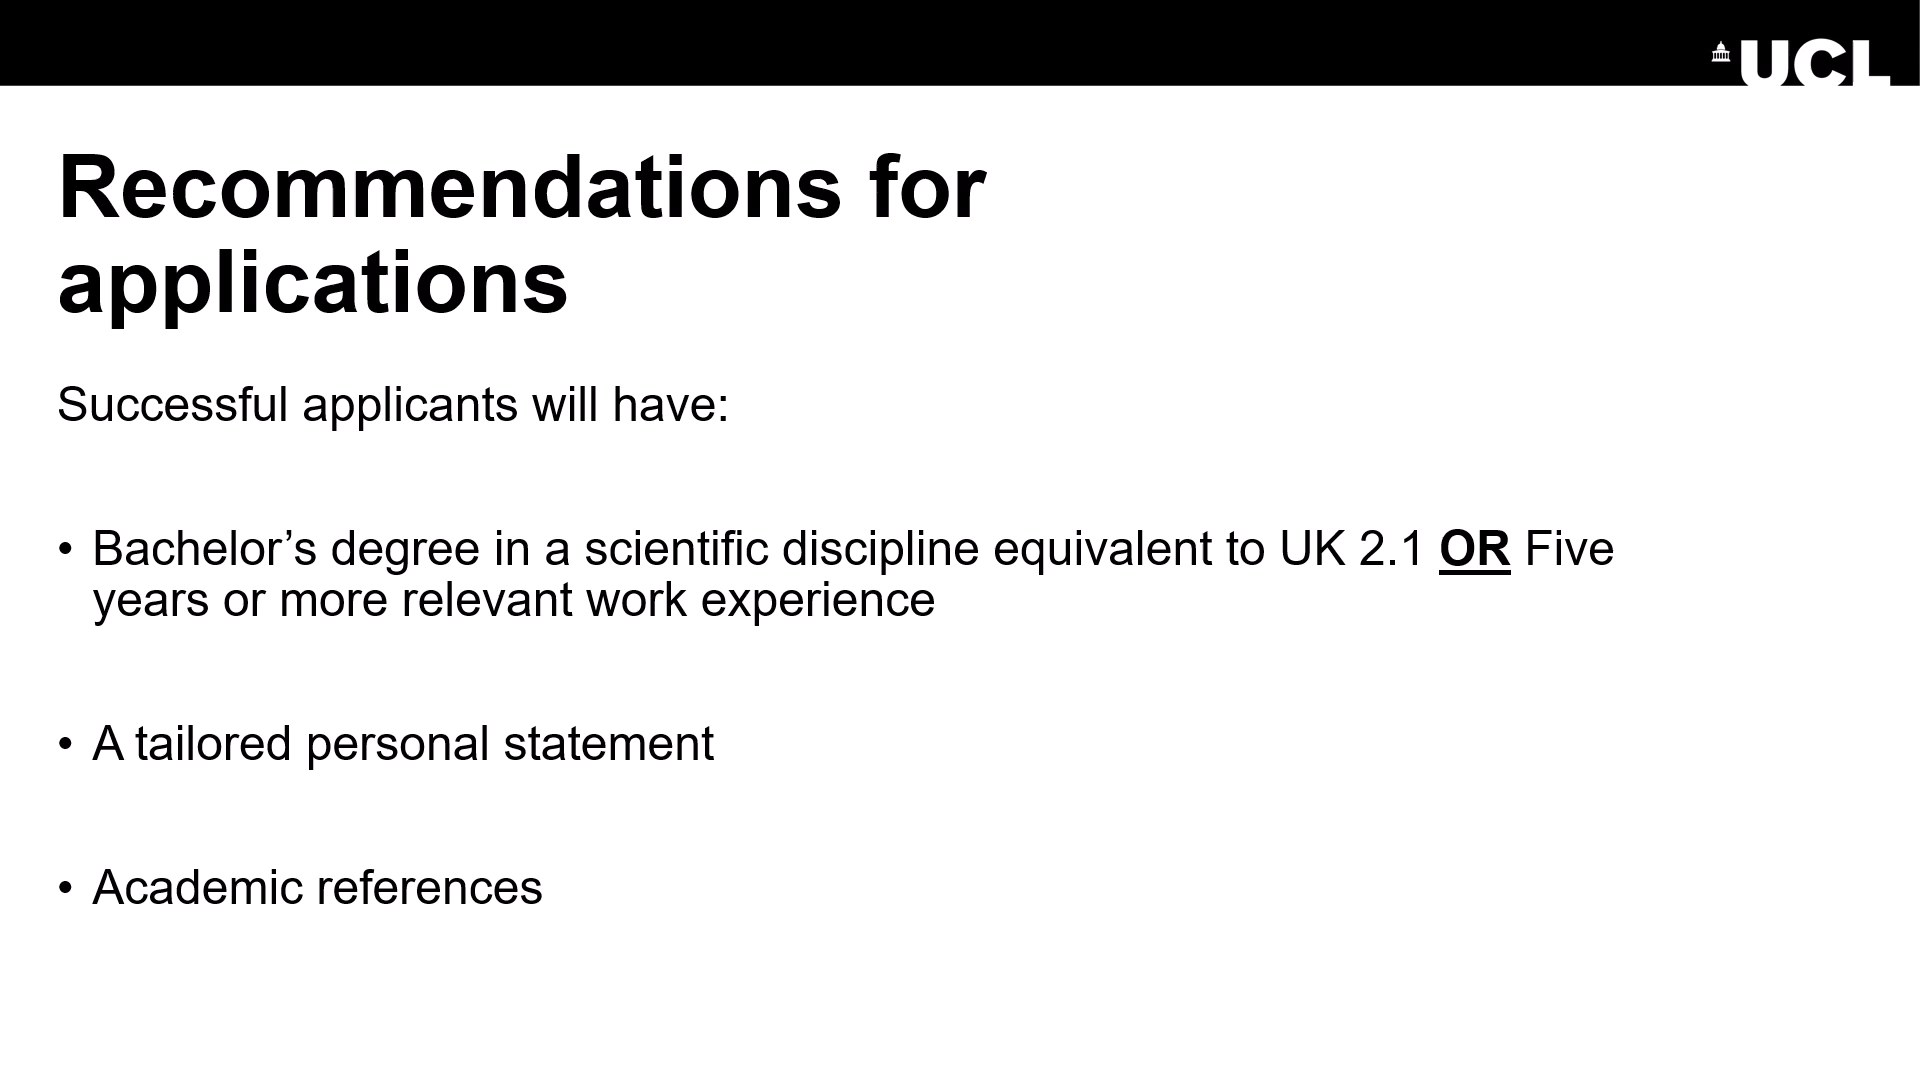 UCL
Recommendations for
applications
Successful applicants will have:
• Bachelor’s degree in a scientific discipline equivalent to UK 2.1 OR Five
years or more relevant work experience
• A tailored personal statement
• Academic references